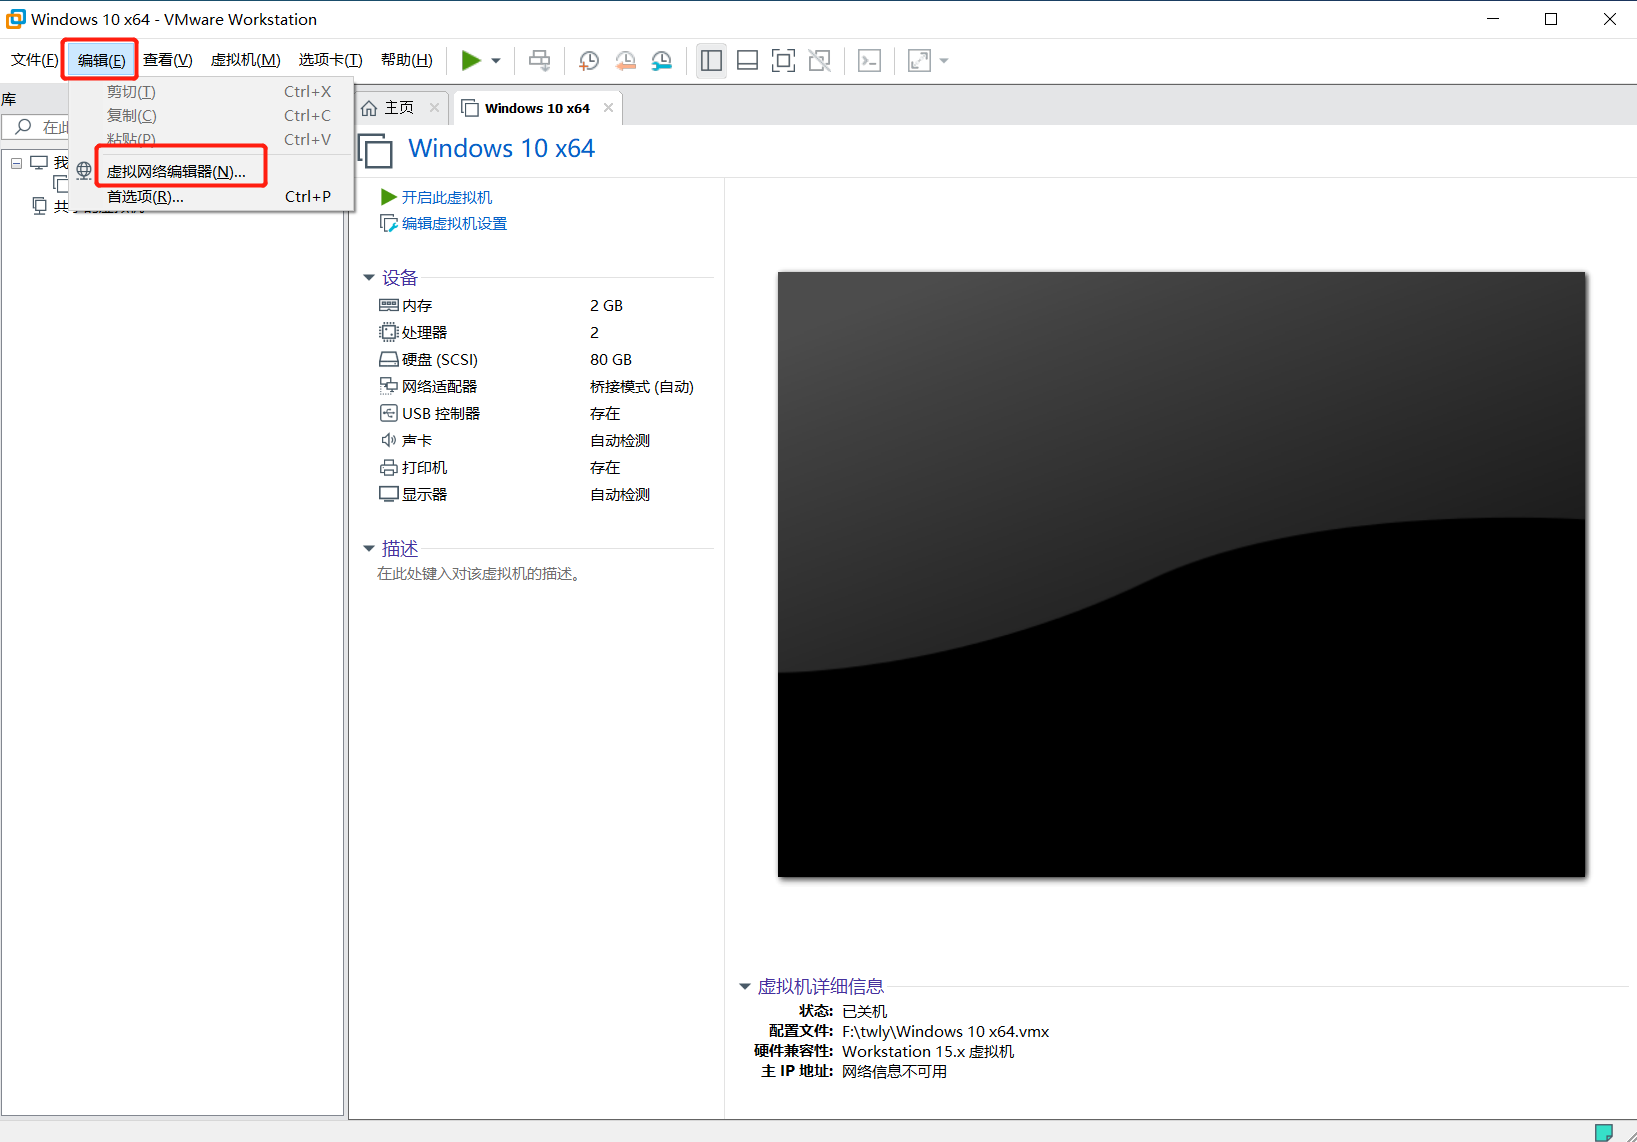 Windows 10 x64 - VMware Workstation
文件(F) 编辑(E) 查看(V) 虚拟机(M) 选项卡(T) 帮助(H)
库
剪切(T) Ctrl+X
复制(C) Ctrl+C
粘贴(P) Ctrl+V
虚拟网络编辑器(N)...
首选项(R)... Ctrl+P
在此
我
主页
Windows 10 x64
Windows 10 x64
开启此虚拟机
编辑虚拟机设置
设备
内存 2 GB
处理器 2
硬盘 (SCSI) 80 GB
网络适配器 桥接模式 (自动)
USB 控制器 存在
声卡 自动检测
打印机 存在
显示器 自动检测
描述
在此处键入对该虚拟机的描述。
虚拟机详细信息
状态: 已关机
配置文件: F:\twly\Windows 10 x64.vmx
硬件兼容性: Workstation 15.x 虚拟机
主 IP 地址: 网络信息不可用